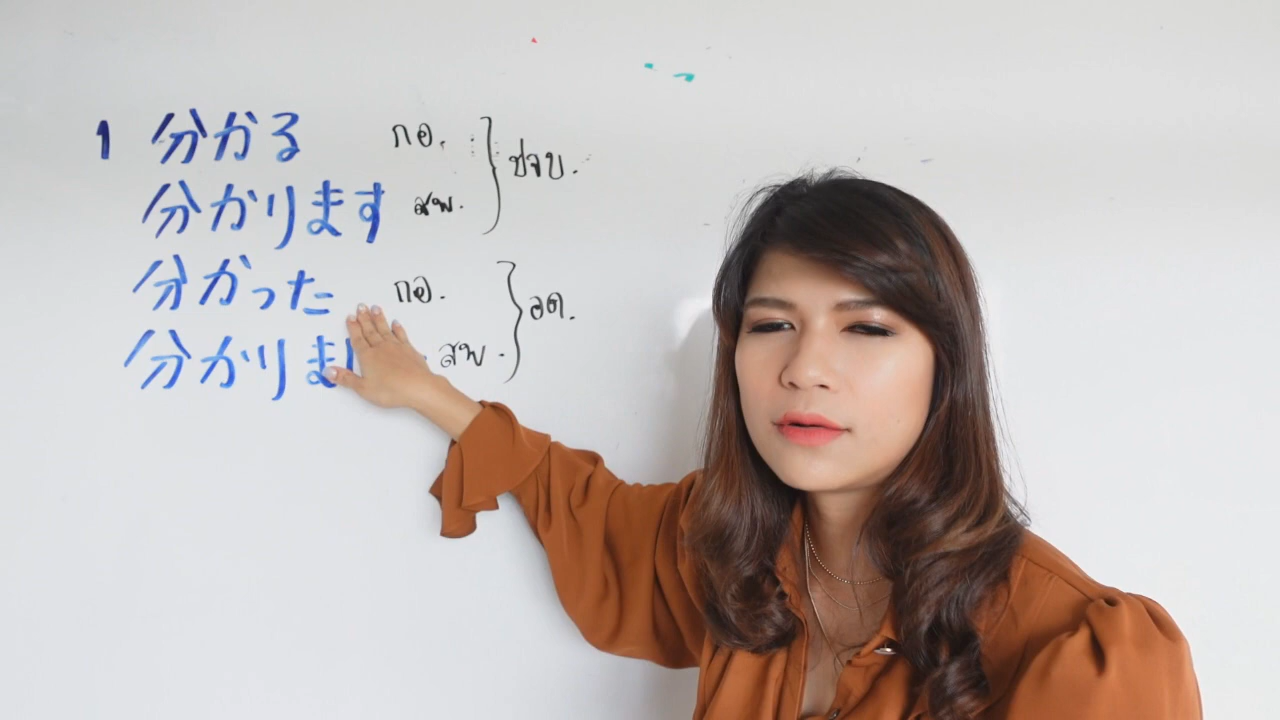 1 分かる กอ. ปจบ.
分かります สพ.
分かった กอ. อด.
分かりま สพ.